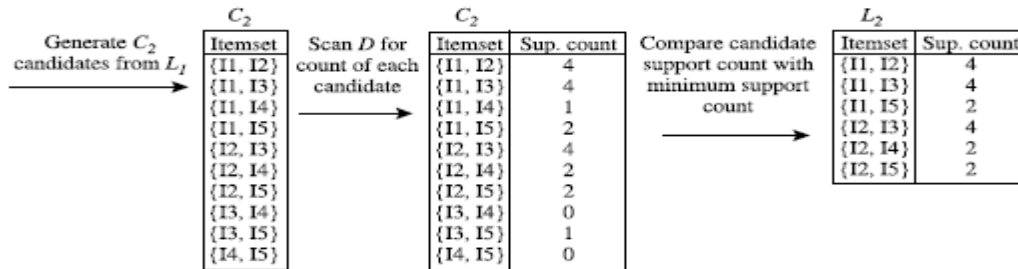 C₂
C₂
L₂
Generate C₂
candidates from L₁
Itemset
{I1, I2}
{I1, I3}
{I1, I4}
{I1, I5}
{I2, I3}
{I2, I4}
{I2, I5}
{I3, I4}
{I3, I5}
{I4, I5}
Scan D for
count of each
candidate
Itemset Sup. count
{I1, I2} 4
{I1, I3} 4
{I1, I4} 1
{I1, I5} 2
{I2, I3} 4
{I2, I4} 2
{I2, I5} 2
{I3, I4} 0
{I3, I5} 1
{I4, I5} 0
Compare candidate
support count with
minimum support
count
Itemset Sup. count
{I1, I2} 4
{I1, I3} 4
{I1, I5} 2
{I2, I3} 4
{I2, I4} 2
{I2, I5} 2